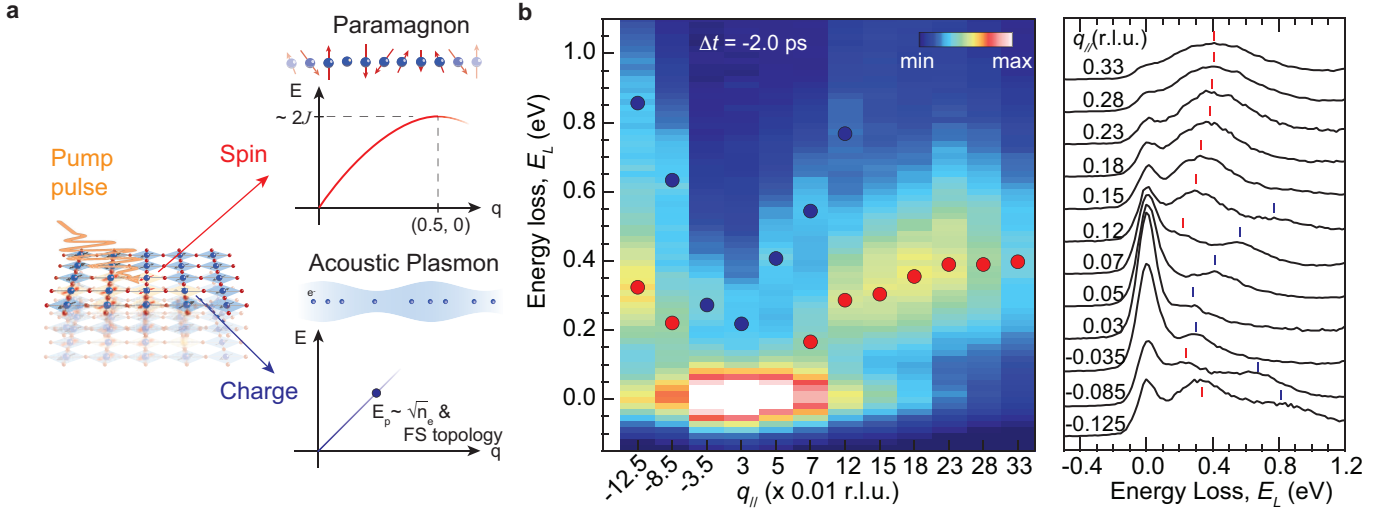 a
Paramagnon
E
~ 2J
q
(0.5, 0)
Pump
pulse
Spin
Charge
Acoustic Plasmon
e-
E
Eₚ ~ √nₑ &
FS topology
q
b
Δt = -2.0 ps
min
max
Energy loss, E_L (eV)
1.0
0.8
0.6
0.4
0.2
0.0
-12.5 -8.5 -3.5 3 5 7 12 15 18 23 28 33
q_// (x 0.01 r.l.u.)
q_// (r.l.u.)
0.33
0.28
0.23
0.18
0.15
0.12
0.07
0.05
0.03
-0.035
-0.085
-0.125
-0.4 0.0 0.4 0.8 1.2
Energy Loss, E_L (eV)